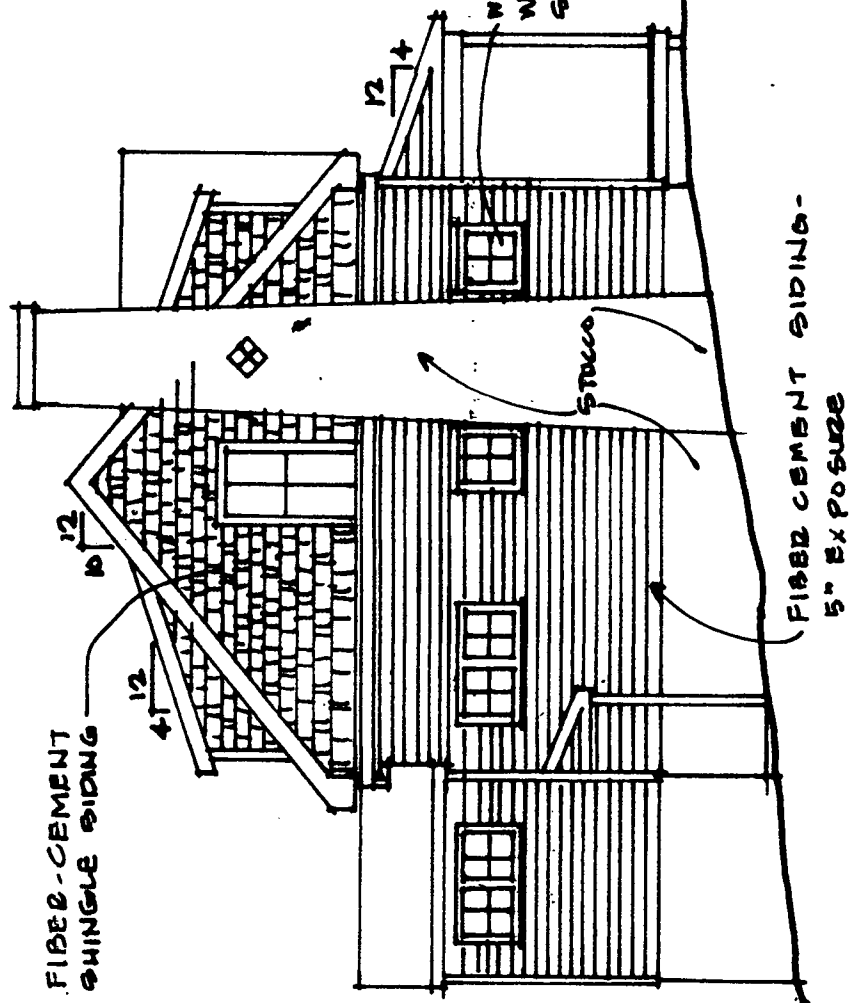 FIBER-CEMENT
SHINGLE SIDING
12
4
12
10
12
4
STUCCO
FIBER CEMENT SIDING-
5" EXPOSURE